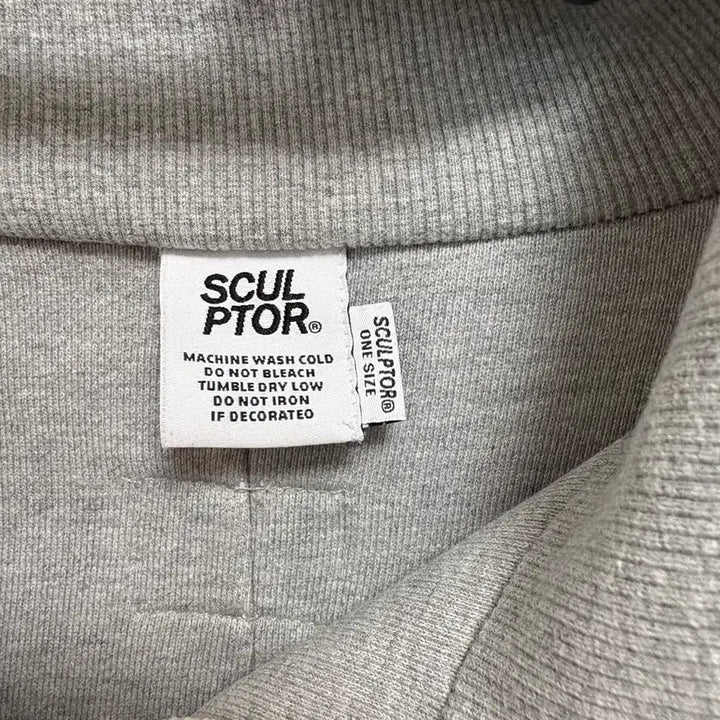 SCUL
PTOR®
MACHINE WASH COLD
DO NOT BLEACH
TUMBLE DRY LOW
DO NOT IRON
IF DECORATEO
SCULPTOR®
ONE SIZE